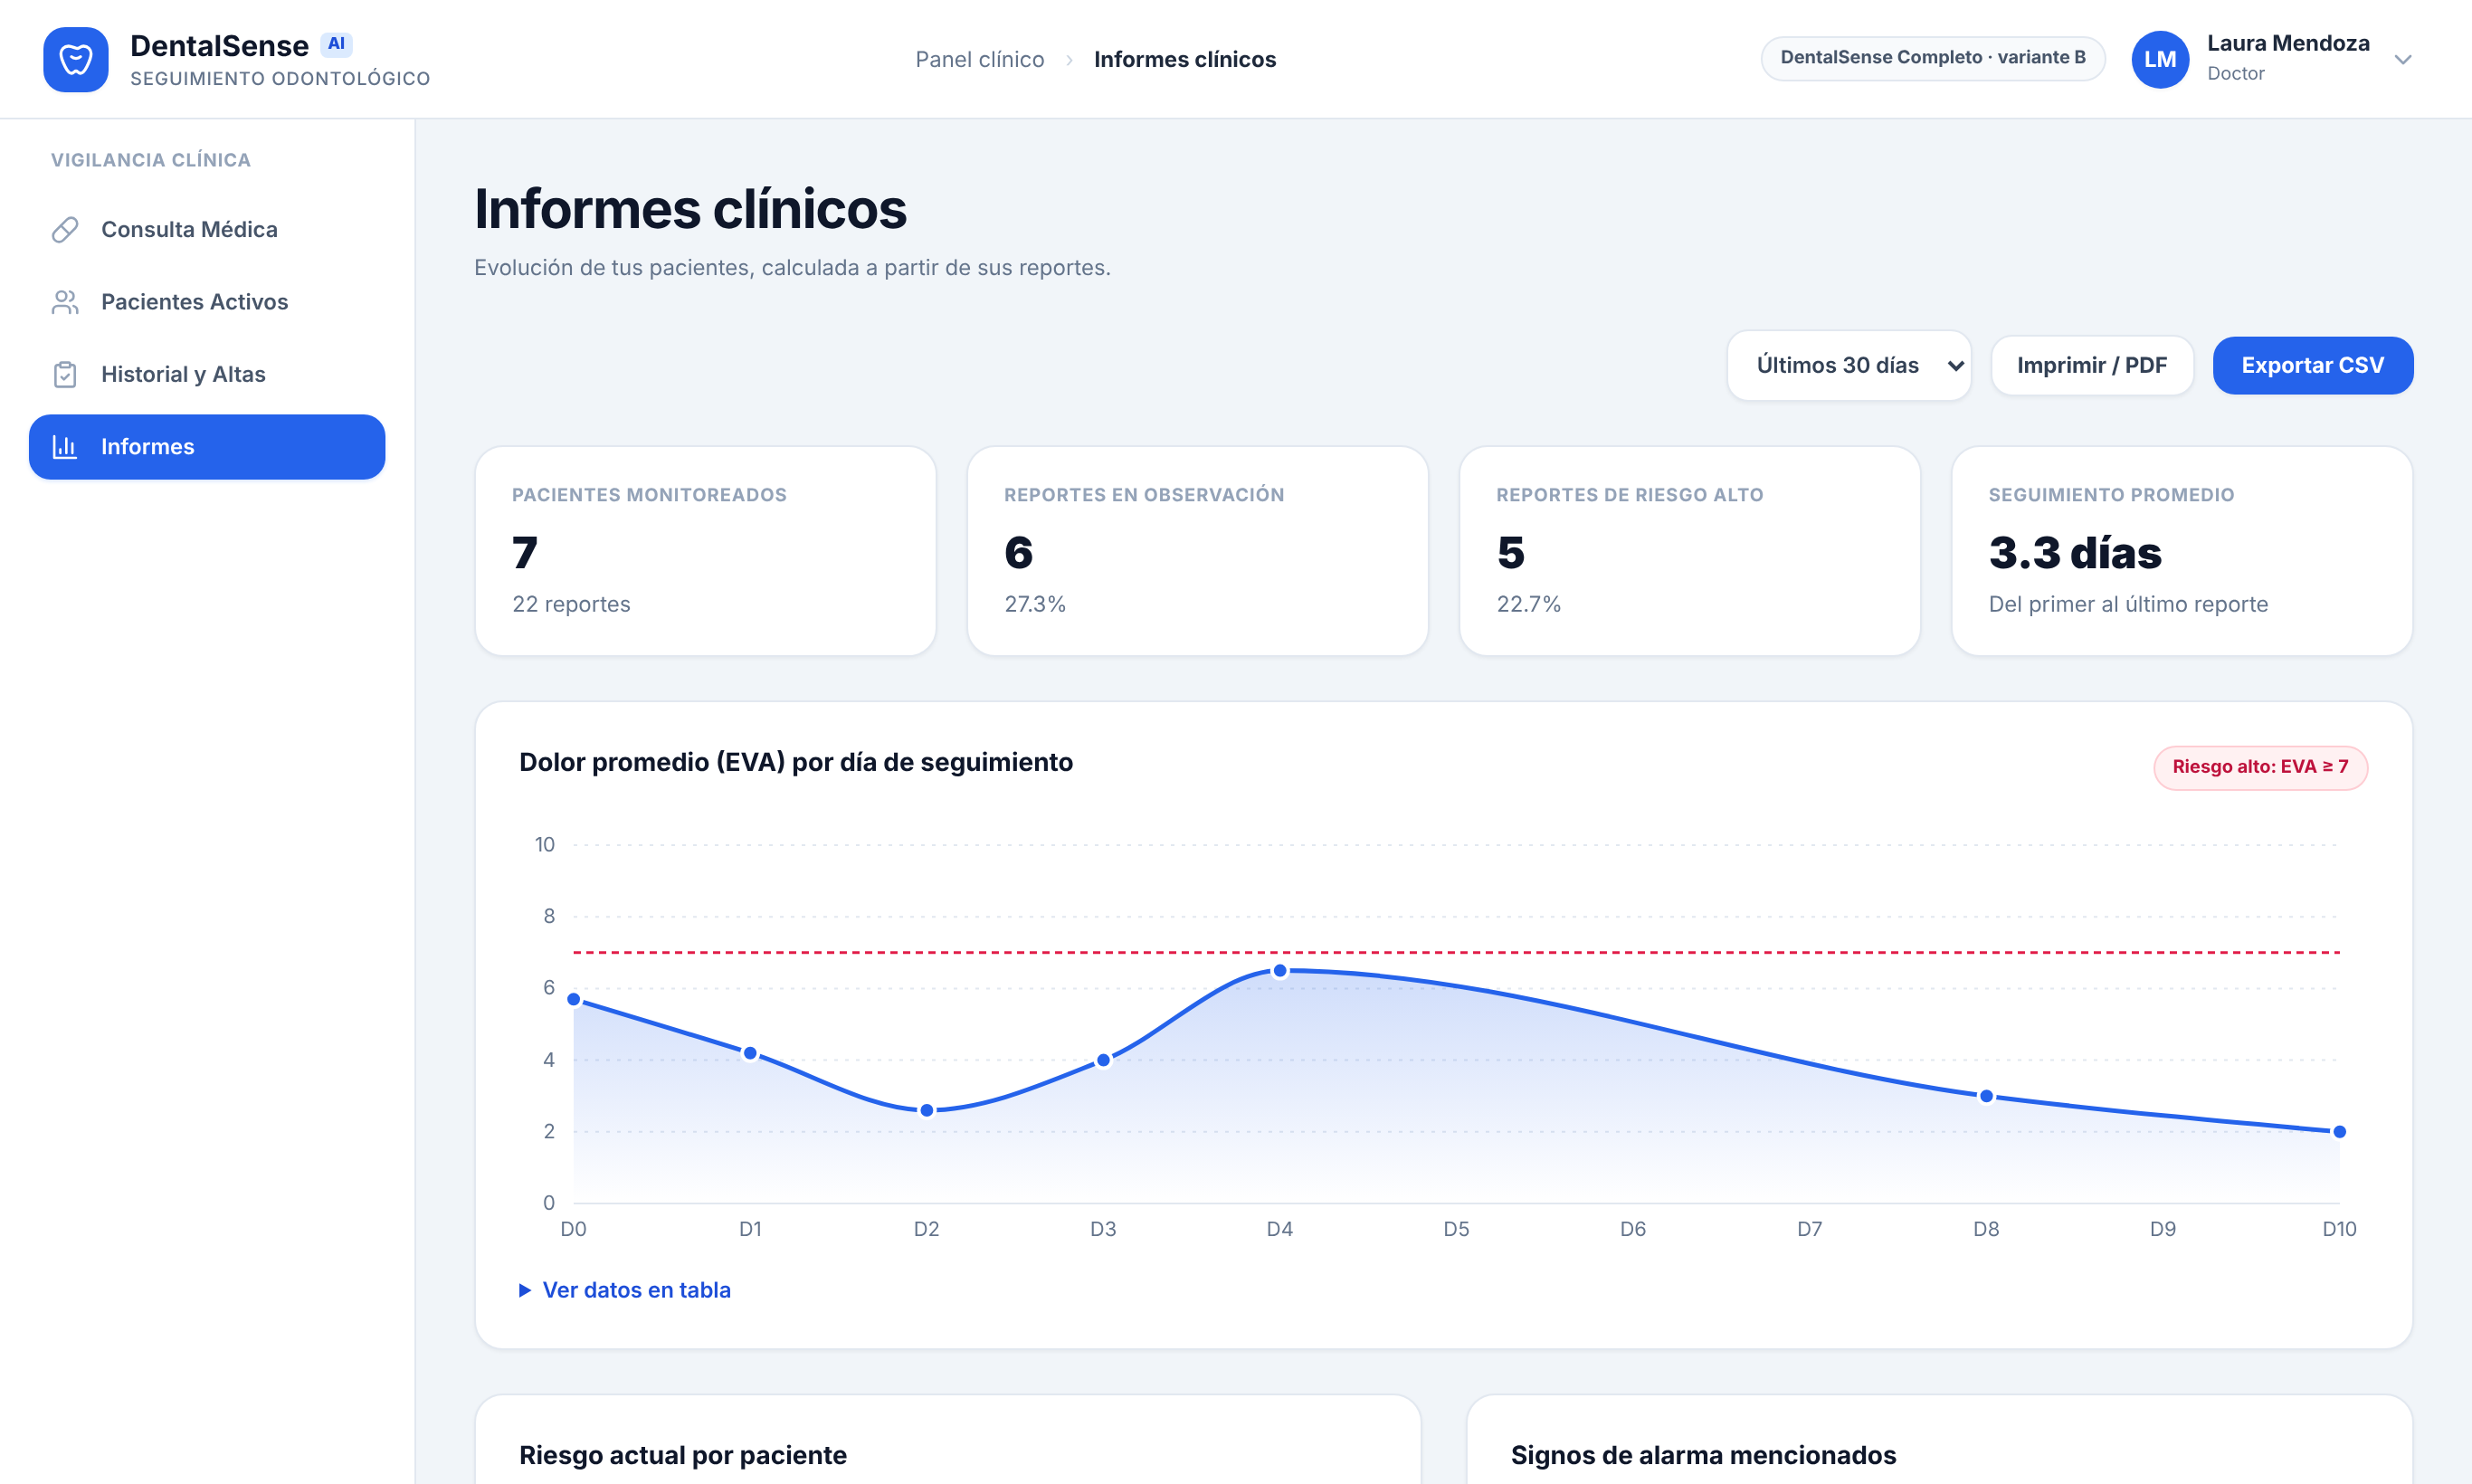 DentalSense AI
SEGUIMIENTO ODONTOLÓGICO
Panel clínico › Informes clínicos
DentalSense Completo · variante B
LM
Laura Mendoza
Doctor
VIGILANCIA CLÍNICA
Consulta Médica
Pacientes Activos
Historial y Altas
Informes
Informes clínicos
Evolución de tus pacientes, calculada a partir de sus reportes.
Últimos 30 días
Imprimir / PDF
Exportar CSV
PACIENTES MONITOREADOS
7
22 reportes
REPORTES EN OBSERVACIÓN
6
27.3%
REPORTES DE RIESGO ALTO
5
22.7%
SEGUIMIENTO PROMEDIO
3.3 días
Del primer al último reporte
Dolor promedio (EVA) por día de seguimiento
Riesgo alto: EVA ≥ 7
10
8
6
4
2
0
D0 D1 D2 D3 D4 D5 D6 D7 D8 D9 D10
Ver datos en tabla
Riesgo actual por paciente
Signos de alarma mencionados